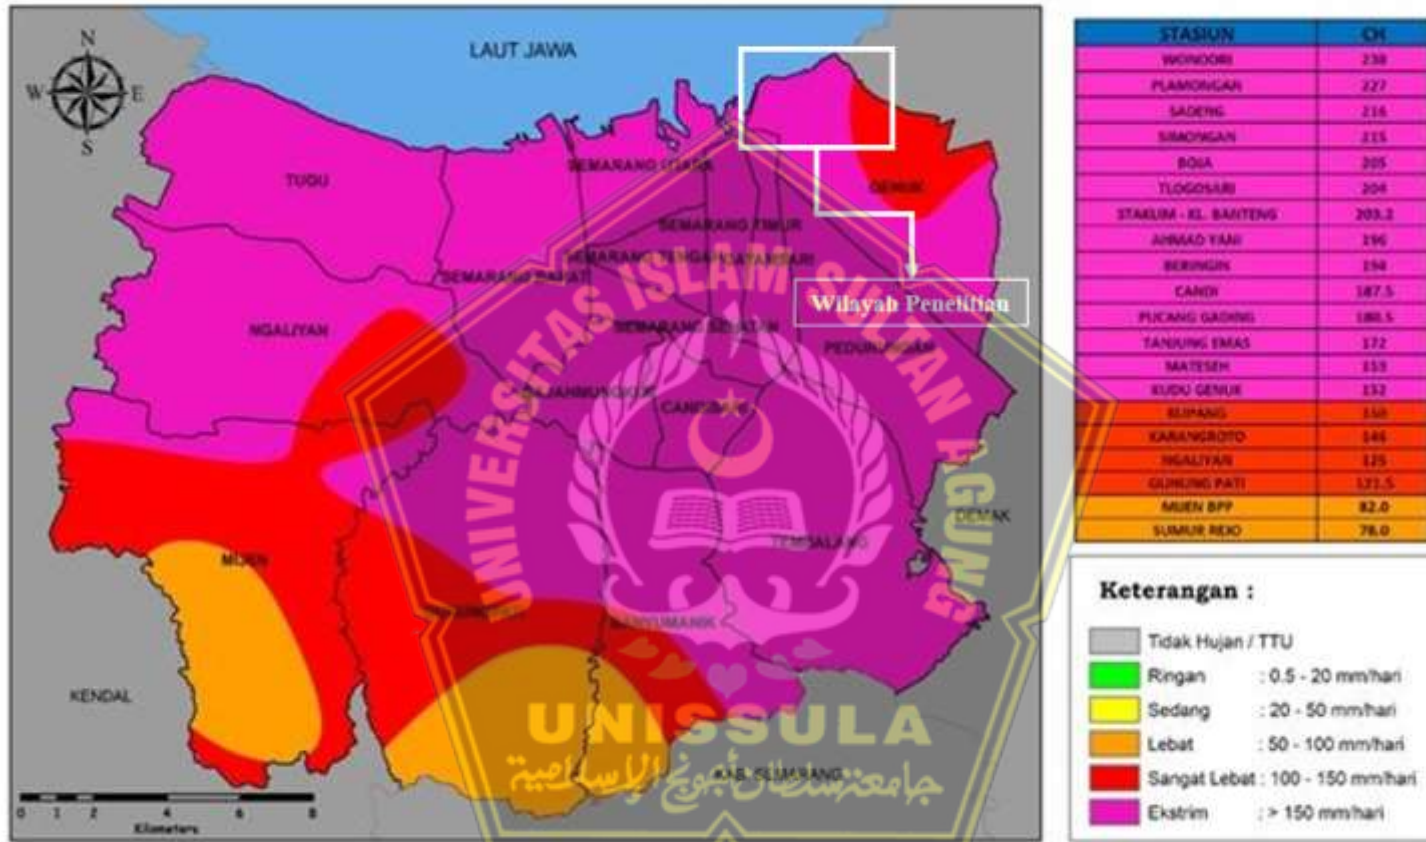 N
W E
S
LAUT JAWA
TUGU
SEMARANG UTARA
GENUK
SEMARANG TIMUR
SEMARANG TENGAH
GAYAMSARI
SEMARANG BARAT
Wilayah Penelitian
NGALIYAN
SEMARANG SELATAN
PEDURUNGAN
GAJAHMUNGKUR
CANDISARI
DEMAK
TEMBALANG
MIJEN
BANYUMANIK
KENDAL
KAB. SEMARANG
0 1 2 4 6 8
Kilometers
UNIVERSITAS ISLAM SULTAN AGUNG
UNISSULA
جامعة سلطان أجونج الإسلامية
STASIUN CH
WONODRI 238
PLAMONGAN 227
SADENG 216
SIMONGAN 215
BOJA 205
TLOGOSARI 204
STAKLIM - KL. BANTENG 203.2
AHMAD YANI 196
BERINGIN 194
CANDI 187.5
PUCANG GADING 180.5
TANJUNG EMAS 172
MATESEH 153
KUDU GENUK 152
KLIPANG 150
KARANGROTO 146
NGALIYAN 125
GUNUNG PATI 121.5
MIJEN BPP 82.0
SUMUR REJO 78.0
Keterangan :
Tidak Hujan / TTU
Ringan : 0.5 - 20 mm/hari
Sedang : 20 - 50 mm/hari
Lebat : 50 - 100 mm/hari
Sangat Lebat : 100 - 150 mm/hari
Ekstrim : > 150 mm/hari